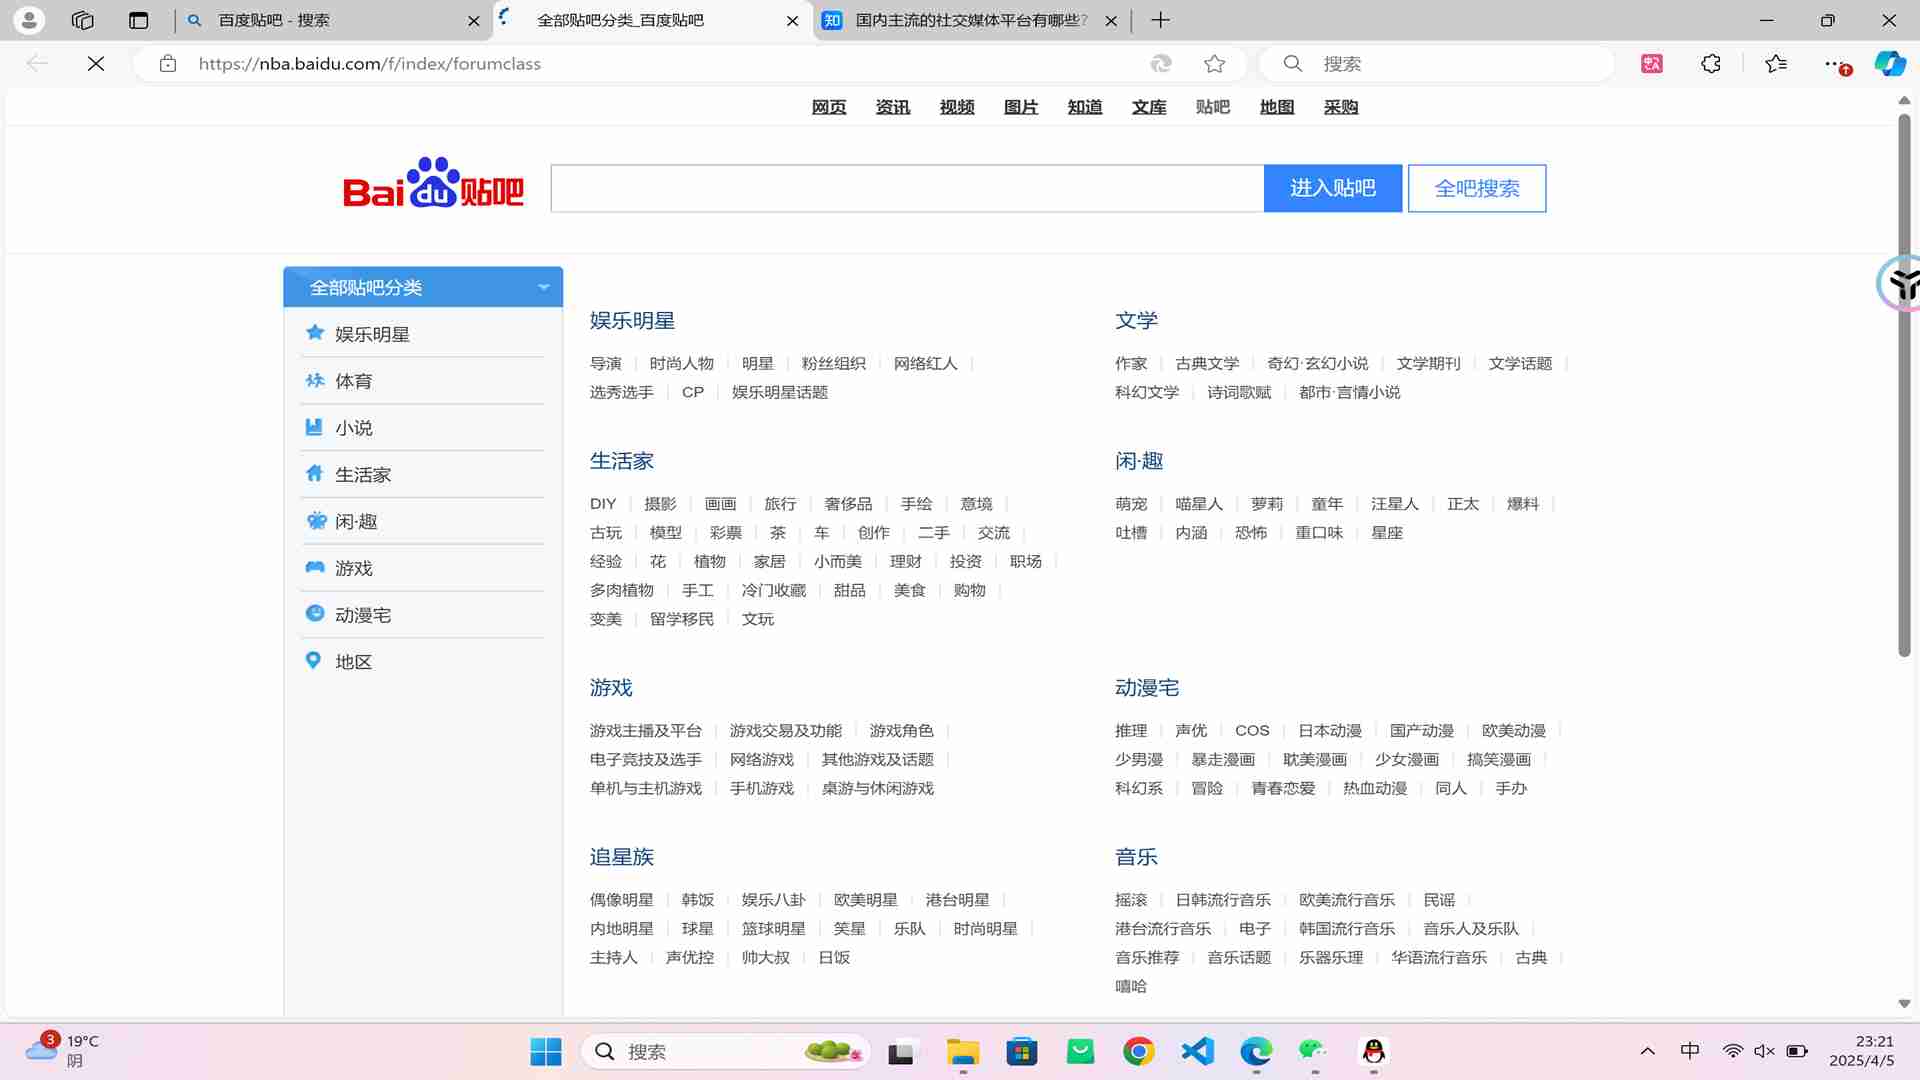 百度贴吧 - 搜索
全部贴吧分类_百度贴吧
知 国内主流的社交媒体平台有哪些?
https://nba.baidu.com/f/index/forumclass
搜索
网页 资讯 视频 图片 知道 文库 贴吧 地图 采购
Bai du 贴吧
进入贴吧
全吧搜索
全部贴吧分类
娱乐明星
体育
小说
生活家
闲·趣
游戏
动漫宅
地区
娱乐明星
导演 时尚人物 明星 粉丝组织 网络红人
选秀选手 CP 娱乐明星话题
文学
作家 古典文学 奇幻·玄幻小说 文学期刊 文学话题
科幻文学 诗词歌赋 都市·言情小说
生活家
DIY 摄影 画画 旅行 奢侈品 手绘 意境
古玩 模型 彩票 茶 车 创作 二手 交流
经验 花 植物 家居 小而美 理财 投资 职场
多肉植物 手工 冷门收藏 甜品 美食 购物
变美 留学移民 文玩
闲·趣
萌宠 喵星人 萝莉 童年 汪星人 正太 爆料
吐槽 内涵 恐怖 重口味 星座
游戏
游戏主播及平台 游戏交易及功能 游戏角色
电子竞技及选手 网络游戏 其他游戏及话题
单机与主机游戏 手机游戏 桌游与休闲游戏
动漫宅
推理 声优 COS 日本动漫 国产动漫 欧美动漫
少男漫 暴走漫画 耽美漫画 少女漫画 搞笑漫画
科幻系 冒险 青春恋爱 热血动漫 同人 手办
追星族
偶像明星 韩饭 娱乐八卦 欧美明星 港台明星
内地明星 球星 篮球明星 笑星 乐队 时尚明星
主持人 声优控 帅大叔 日饭
音乐
摇滚 日韩流行音乐 欧美流行音乐 民谣
港台流行音乐 电子 韩国流行音乐 音乐人及乐队
音乐推荐 音乐话题 乐器乐理 华语流行音乐 古典
嘻哈
3
19°C
阴
搜索
中
23:21
2025/4/5